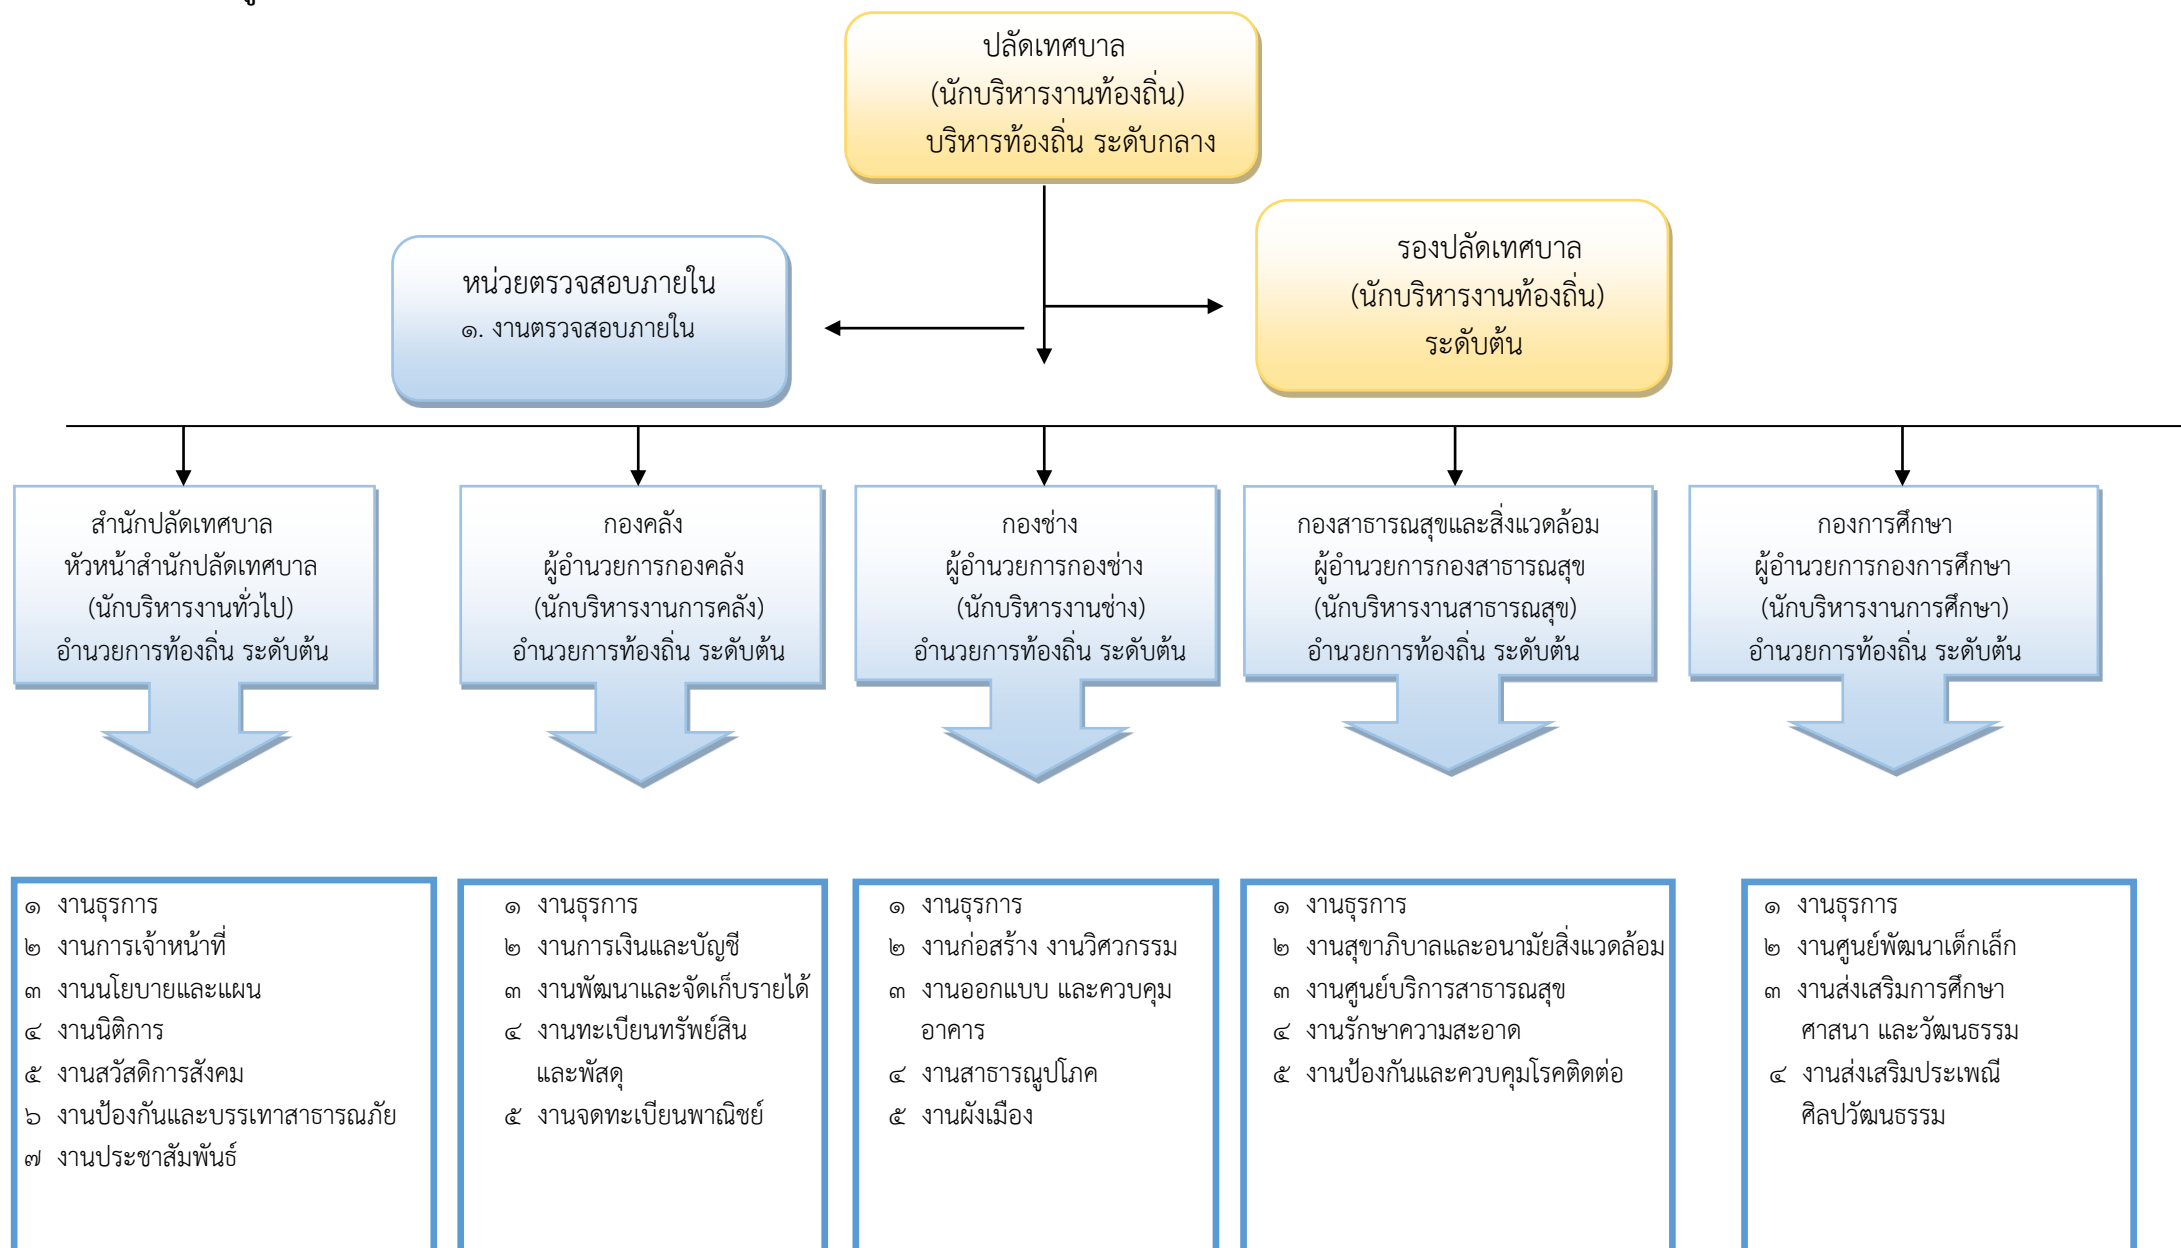 ปลัดเทศบาล
(นักบริหารงานท้องถิ่น)
บริหารท้องถิ่น ระดับกลาง
รองปลัดเทศบาล
(นักบริหารงานท้องถิ่น)
ระดับต้น
หน่วยตรวจสอบภายใน
๑. งานตรวจสอบภายใน
สำนักปลัดเทศบาล
หัวหน้าสำนักปลัดเทศบาล
(นักบริหารงานทั่วไป)
อำนวยการท้องถิ่น ระดับต้น
กองคลัง
ผู้อำนวยการกองคลัง
(นักบริหารงานการคลัง)
อำนวยการท้องถิ่น ระดับต้น
กองช่าง
ผู้อำนวยการกองช่าง
(นักบริหารงานช่าง)
อำนวยการท้องถิ่น ระดับต้น
กองสาธารณสุขและสิ่งแวดล้อม
ผู้อำนวยการกองสาธารณสุข
(นักบริหารงานสาธารณสุข)
อำนวยการท้องถิ่น ระดับต้น
กองการศึกษา
ผู้อำนวยการกองการศึกษา
(นักบริหารงานการศึกษา)
อำนวยการท้องถิ่น ระดับต้น
๑ งานธุรการ
๒ งานการเจ้าหน้าที่
๓ งานนโยบายและแผน
๔ งานนิติการ
๕ งานสวัสดิการสังคม
๖ งานป้องกันและบรรเทาสาธารณภัย
๗ งานประชาสัมพันธ์
๑ งานธุรการ
๒ งานการเงินและบัญชี
๓ งานพัฒนาและจัดเก็บรายได้
๔ งานทะเบียนทรัพย์สิน
และพัสดุ
๕ งานจดทะเบียนพาณิชย์
๑ งานธุรการ
๒ งานก่อสร้าง งานวิศวกรรม
๓ งานออกแบบ และควบคุม
อาคาร
๔ งานสาธารณูปโภค
๕ งานผังเมือง
๑ งานธุรการ
๒ งานสุขาภิบาลและอนามัยสิ่งแวดล้อม
๓ งานศูนย์บริการสาธารณสุข
๔ งานรักษาความสะอาด
๕ งานป้องกันและควบคุมโรคติดต่อ
๑ งานธุรการ
๒ งานศูนย์พัฒนาเด็กเล็ก
๓ งานส่งเสริมการศึกษา
ศาสนา และวัฒนธรรม
๔ งานส่งเสริมประเพณี
ศิลปวัฒนธรรม